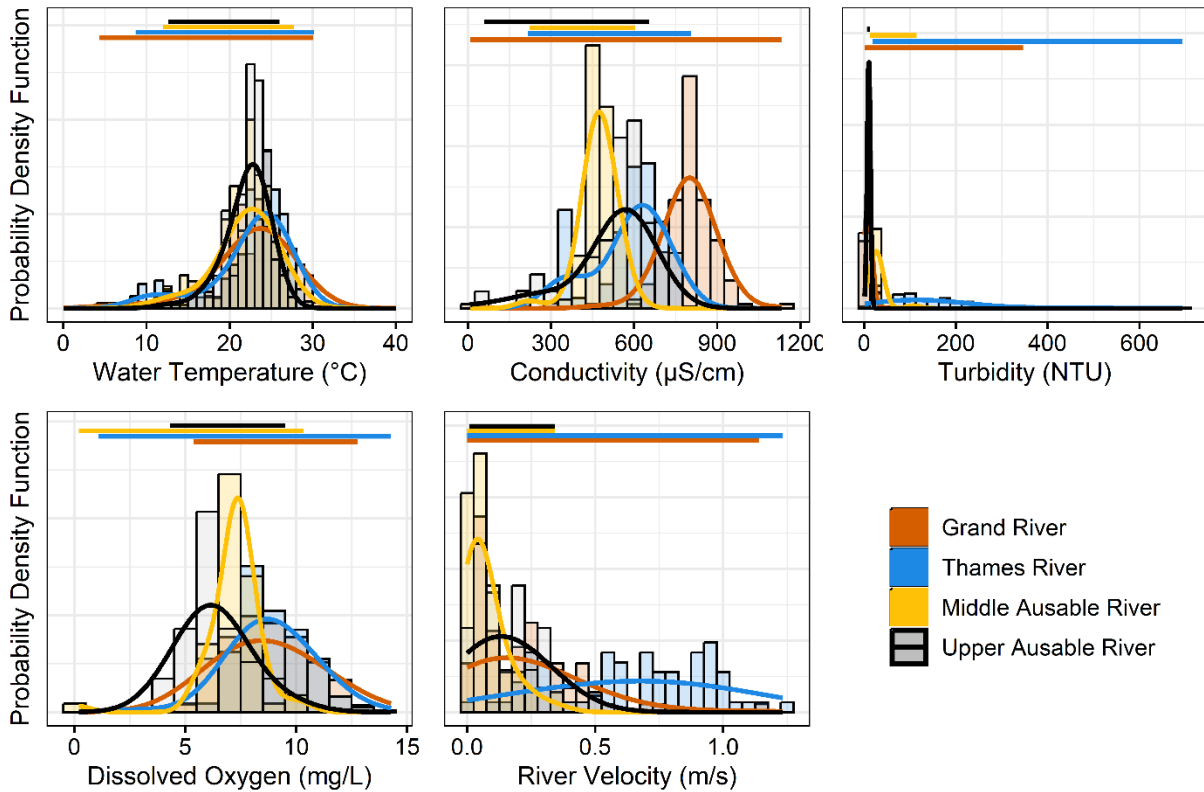 Probability Density Function
0 10 20 30 40
Water Temperature (°C)
0 300 600 900 1200
Conductivity (µS/cm)
0 200 400 600
Turbidity (NTU)
Probability Density Function
0 5 10 15
Dissolved Oxygen (mg/L)
0.0 0.5 1.0
River Velocity (m/s)
Grand River
Thames River
Middle Ausable River
Upper Ausable River